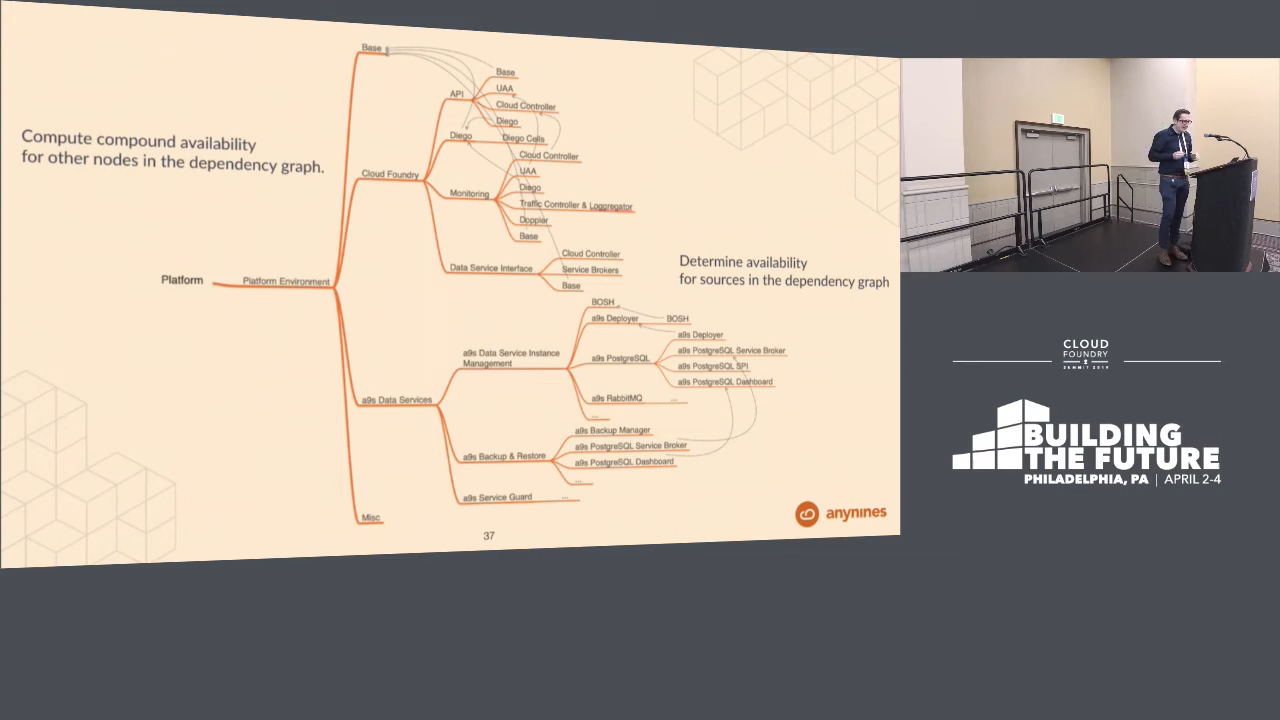 Compute compound availability
for other nodes in the dependency graph.
Platform
Platform Environment
Base
Cloud Foundry
API
Base
UAA
Cloud Controller
Diego
Diego
Diego Cells
Monitoring
Cloud Controller
UAA
Diego
Traffic Controller & Loggregator
Doppler
Base
Data Service Interface
Cloud Controller
Service Brokers
Base
a9s Data Services
a9s Data Service Instance
Management
BOSH
a9s Deployer
BOSH
a9s PostgreSQL
a9s Deployer
a9s PostgreSQL Service Broker
a9s PostgreSQL SPI
a9s PostgreSQL Dashboard
a9s RabbitMQ
...
...
a9s Backup & Restore
a9s Backup Manager
a9s PostgreSQL Service Broker
a9s PostgreSQL Dashboard
...
a9s Service Guard
...
Misc
Determine availability
for sources in the dependency graph
37
anynines
CLOUD
FOUNDRY
SUMMIT 2019
BUILDING
THE FUTURE
PHILADELPHIA, PA | APRIL 2-4